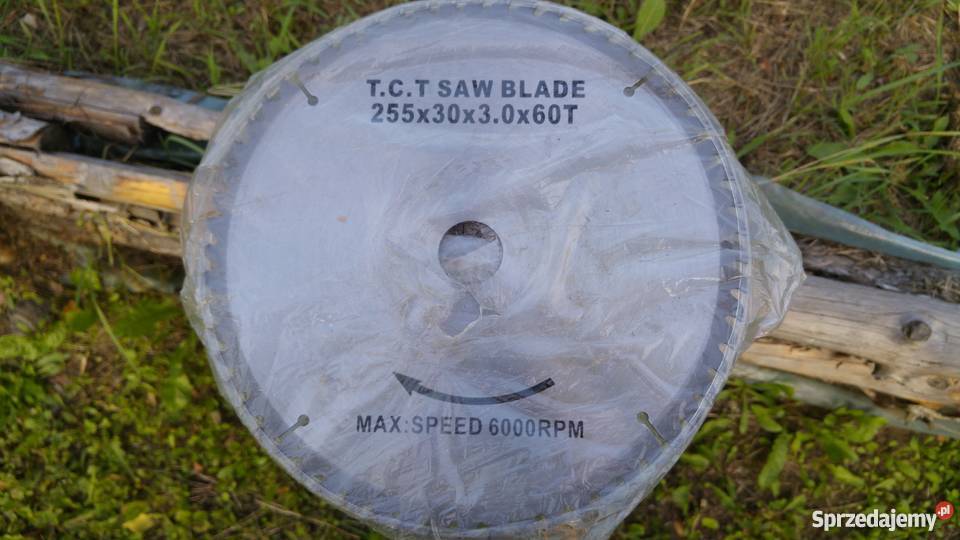 T.C.T SAW BLADE
255x30x3.0x60T
MAX:SPEED 6000RPM
Sprzedajemy.pl